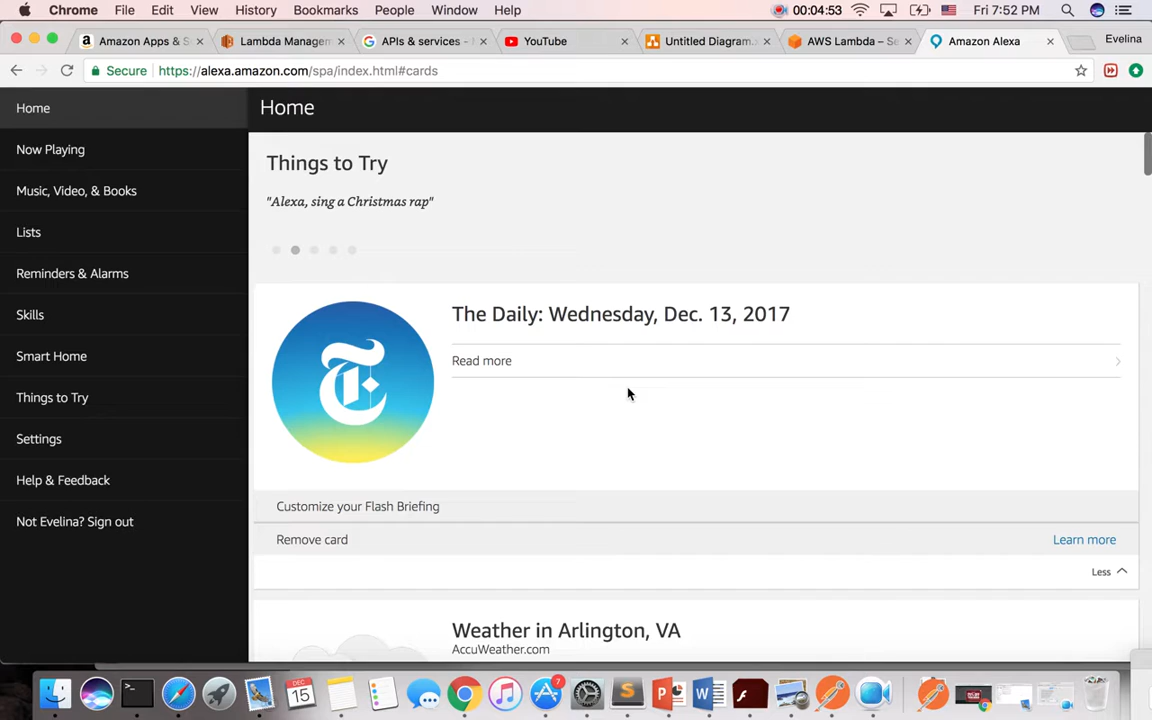 Chrome File Edit View History Bookmarks People Window Help 00:04:53 Fri 7:52 PM
Amazon Apps & S Lambda Managem APIs & services - YouTube Untitled Diagram. AWS Lambda – Se Amazon Alexa Evelina
Secure https://alexa.amazon.com/spa/index.html#cards
Home
Home
Now Playing
Music, Video, & Books
Lists
Reminders & Alarms
Skills
Smart Home
Things to Try
Settings
Help & Feedback
Not Evelina? Sign out
Things to Try
"Alexa, sing a Christmas rap"
The Daily: Wednesday, Dec. 13, 2017
Read more
Customize your Flash Briefing
Remove card Learn more
Less
Weather in Arlington, VA
AccuWeather.com
DEC
15
7